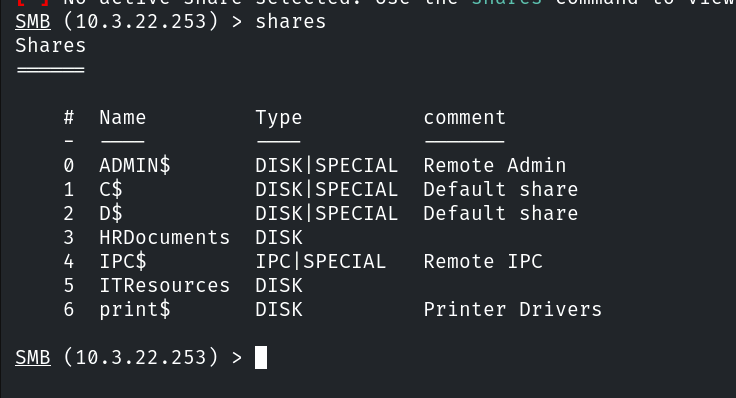 [-] No active share selected. Use the shares command to view
SMB (10.3.22.253) > shares
Shares
======
#  Name         Type          comment
-  ----         ----          -------
0  ADMIN$       DISK|SPECIAL  Remote Admin
1  C$           DISK|SPECIAL  Default share
2  D$           DISK|SPECIAL  Default share
3  HRDocuments  DISK
4  IPC$         IPC|SPECIAL   Remote IPC
5  ITResources  DISK
6  print$       DISK          Printer Drivers
SMB (10.3.22.253) >